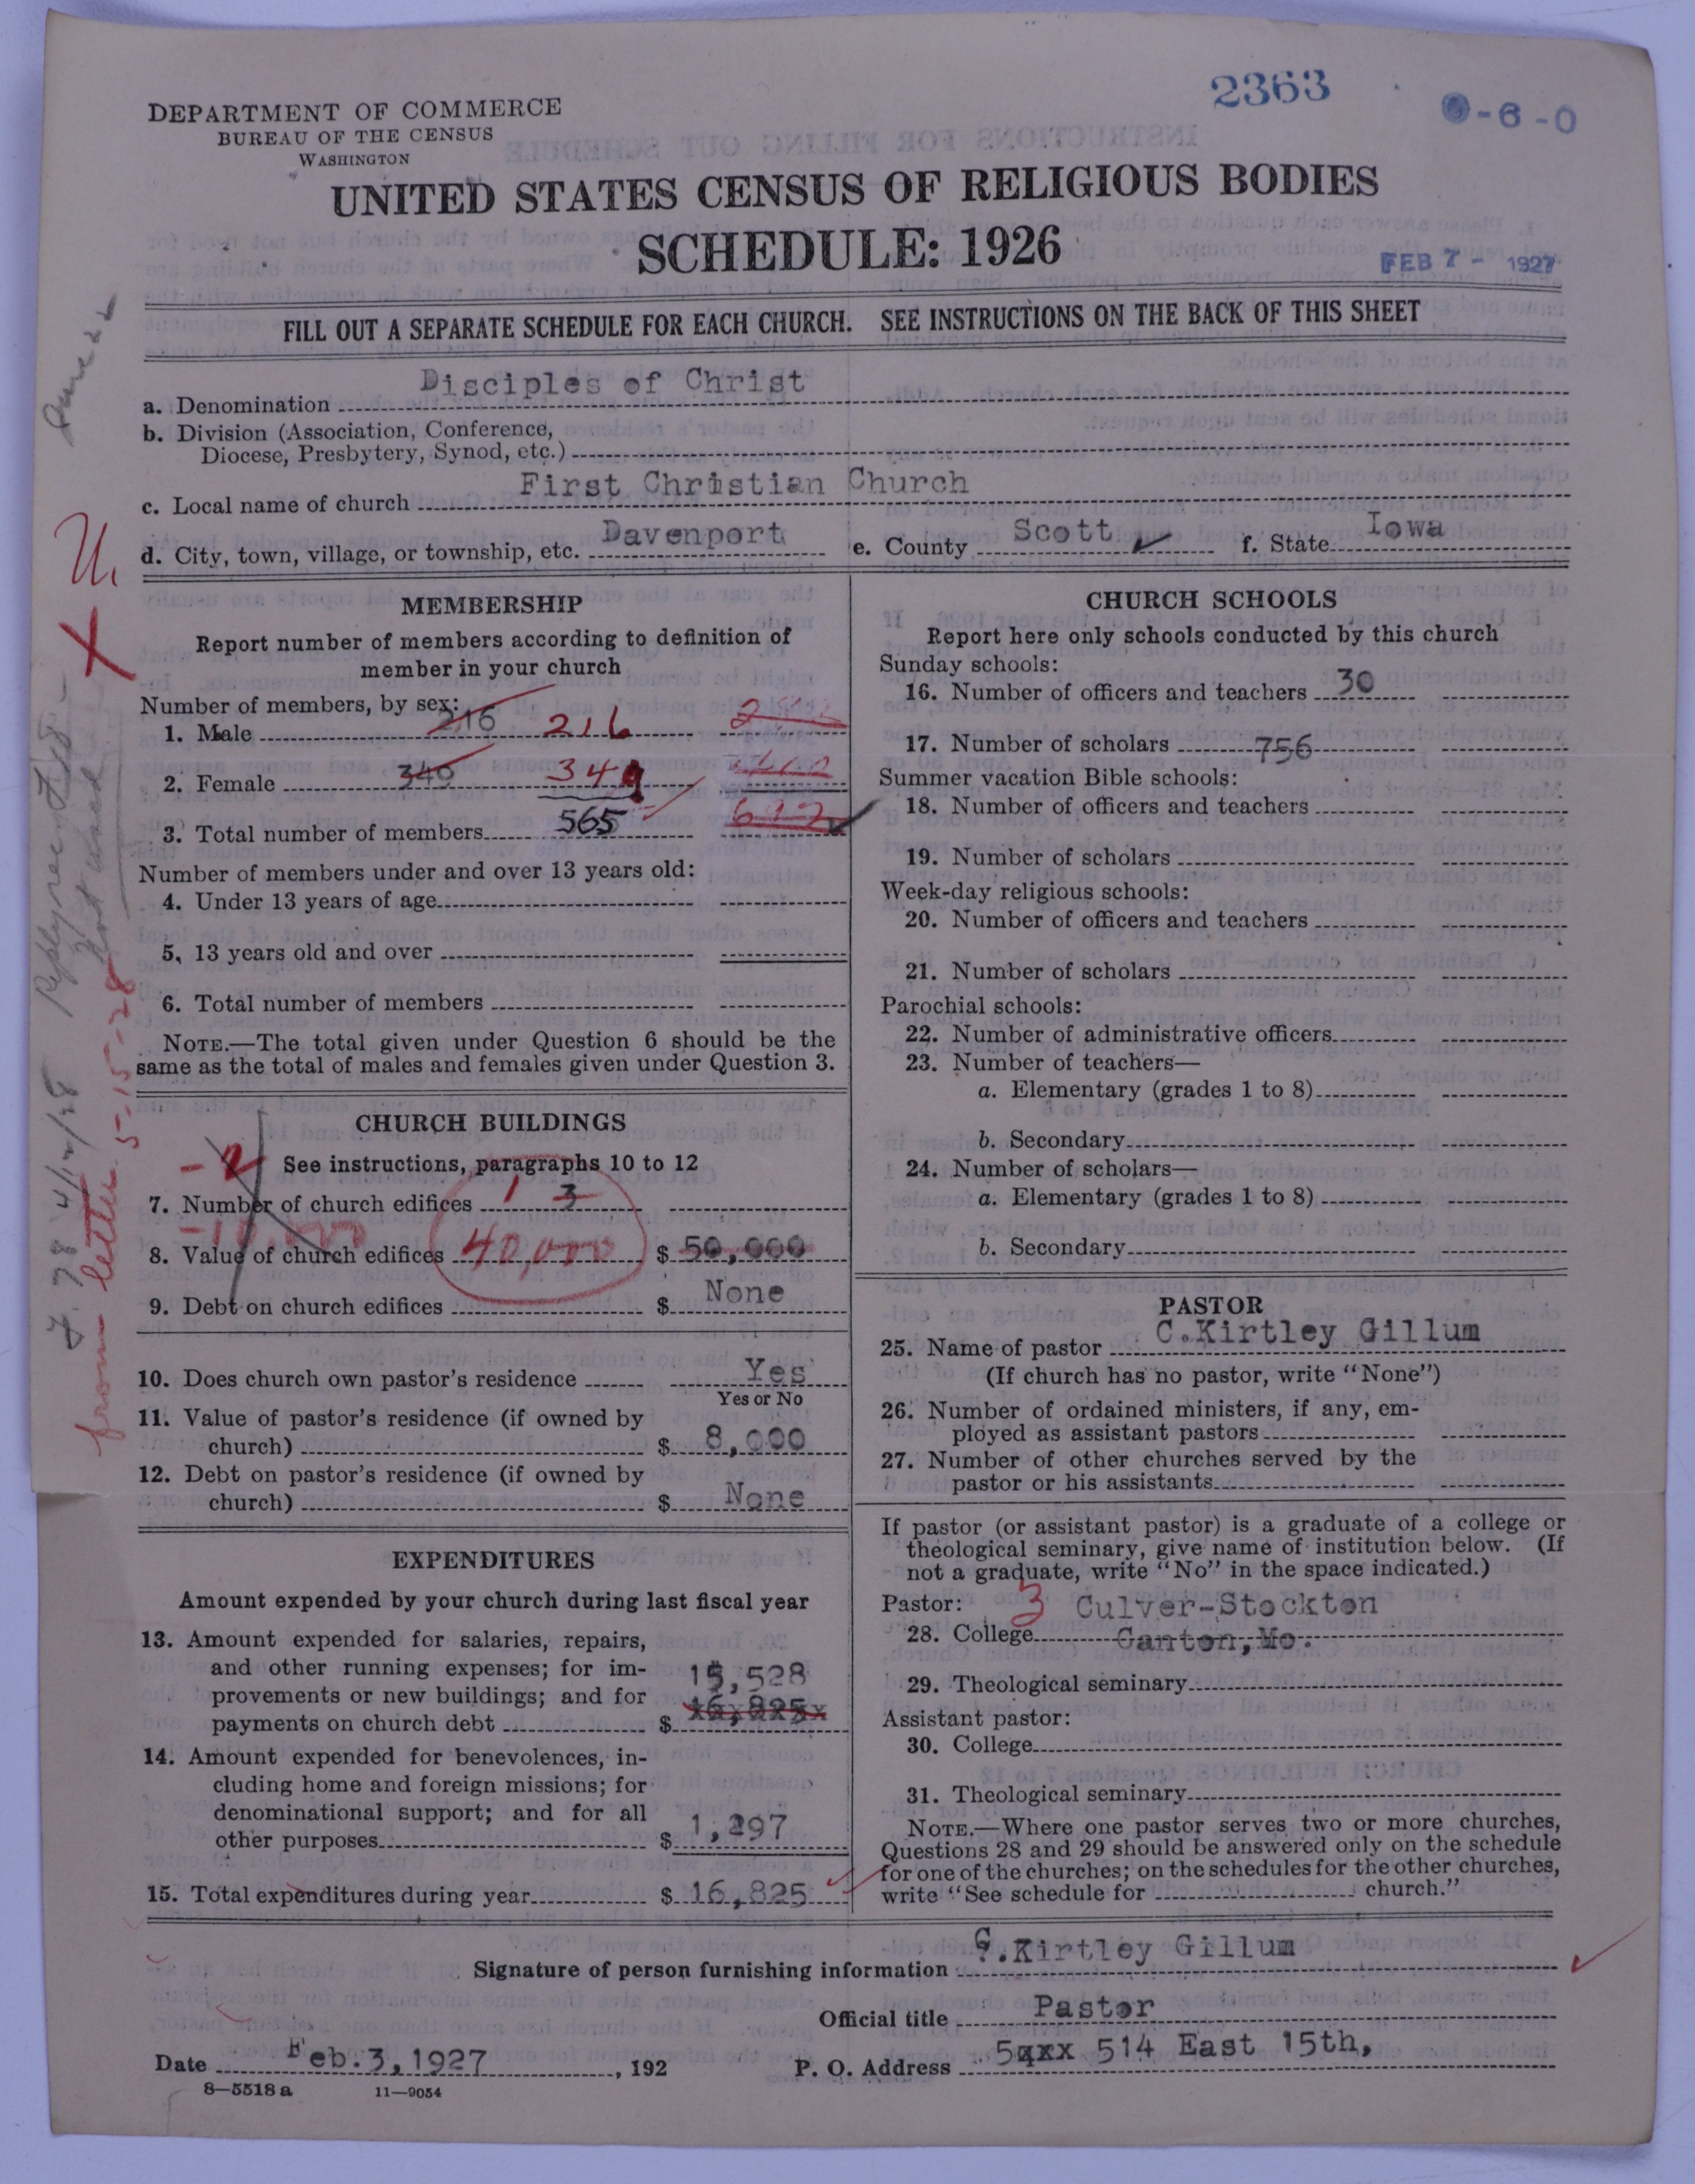 2363
-6-0
DEPARTMENT OF COMMERCE
BUREAU OF THE CENSUS
WASHINGTON
UNITED STATES CENSUS OF RELIGIOUS BODIES
SCHEDULE: 1926
FEB 7 - 1927
FILL OUT A SEPARATE SCHEDULE FOR EACH CHURCH. SEE INSTRUCTIONS ON THE BACK OF THIS SHEET
a. Denomination Disciples of Christ
b. Division (Association, Conference,
Diocese, Presbytery, Synod, etc.)
c. Local name of church First Christian Church
d. City, town, village, or township, etc. Davenport e. County Scott f. State Iowa
MEMBERSHIP
Report number of members according to definition of
member in your church
Number of members, by sex:
1. Male 216 216
2. Female 340 349
3. Total number of members 565
Number of members under and over 13 years old:
4. Under 13 years of age
5. 13 years old and over
6. Total number of members
NOTE.—The total given under Question 6 should be the
same as the total of males and females given under Question 3.
CHURCH BUILDINGS
See instructions, paragraphs 10 to 12
7. Number of church edifices 1 3
8. Value of church edifices 40,000 $ 50,000
9. Debt on church edifices $ None
10. Does church own pastor's residence Yes
Yes or No
11. Value of pastor's residence (if owned by
church) $ 8,000
12. Debt on pastor's residence (if owned by
church) $ None
EXPENDITURES
Amount expended by your church during last fiscal year
13. Amount expended for salaries, repairs,
and other running expenses; for im-
provements or new buildings; and for
payments on church debt $ 15,528
16,825x
14. Amount expended for benevolences, in-
cluding home and foreign missions; for
denominational support; and for all
other purposes $ 1,297
15. Total expenditures during year $ 16,825
CHURCH SCHOOLS
Report here only schools conducted by this church
Sunday schools:
16. Number of officers and teachers 30
17. Number of scholars 756
Summer vacation Bible schools:
18. Number of officers and teachers
19. Number of scholars
Week-day religious schools:
20. Number of officers and teachers
21. Number of scholars
Parochial schools:
22. Number of administrative officers
23. Number of teachers—
a. Elementary (grades 1 to 8)
b. Secondary
24. Number of scholars—
a. Elementary (grades 1 to 8)
b. Secondary
PASTOR
25. Name of pastor C.Kirtley Gillum
(If church has no pastor, write "None")
26. Number of ordained ministers, if any, em-
ployed as assistant pastors
27. Number of other churches served by the
pastor or his assistants
If pastor (or assistant pastor) is a graduate of a college or
theological seminary, give name of institution below. (If
not a graduate, write "No" in the space indicated.)
Pastor: 3 Culver-Stockton
28. College Canton, Mo.
29. Theological seminary
Assistant pastor:
30. College
31. Theological seminary
NOTE.—Where one pastor serves two or more churches,
Questions 28 and 29 should be answered only on the schedule
for one of the churches; on the schedules for the other churches,
write "See schedule for church."
Signature of person furnishing information C.Kirtley Gillum
Official title Pastor
Date Feb.3,1927, 192 P. O. Address 5qxx 514 East 15th,
8—5518 a 11—9054
from letter 5-15-28